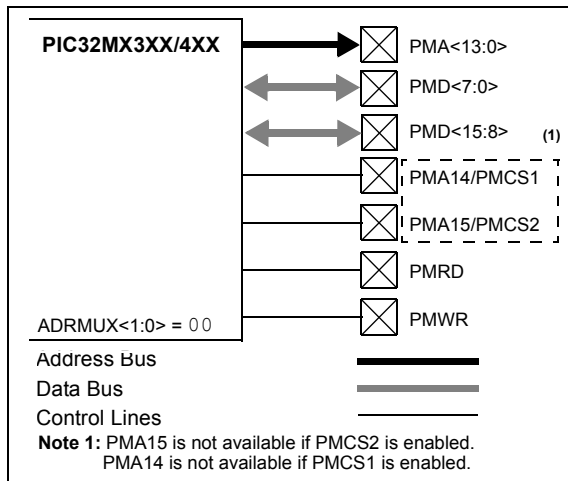 PIC32MX3XX/4XX
PMA<13:0>
PMD<7:0>
PMD<15:8> (1)
PMA14/PMCS1
PMA15/PMCS2
PMRD
PMWR
ADRMUX<1:0> = 00
Address Bus
Data Bus
Control Lines
Note 1: PMA15 is not available if PMCS2 is enabled.
PMA14 is not available if PMCS1 is enabled.